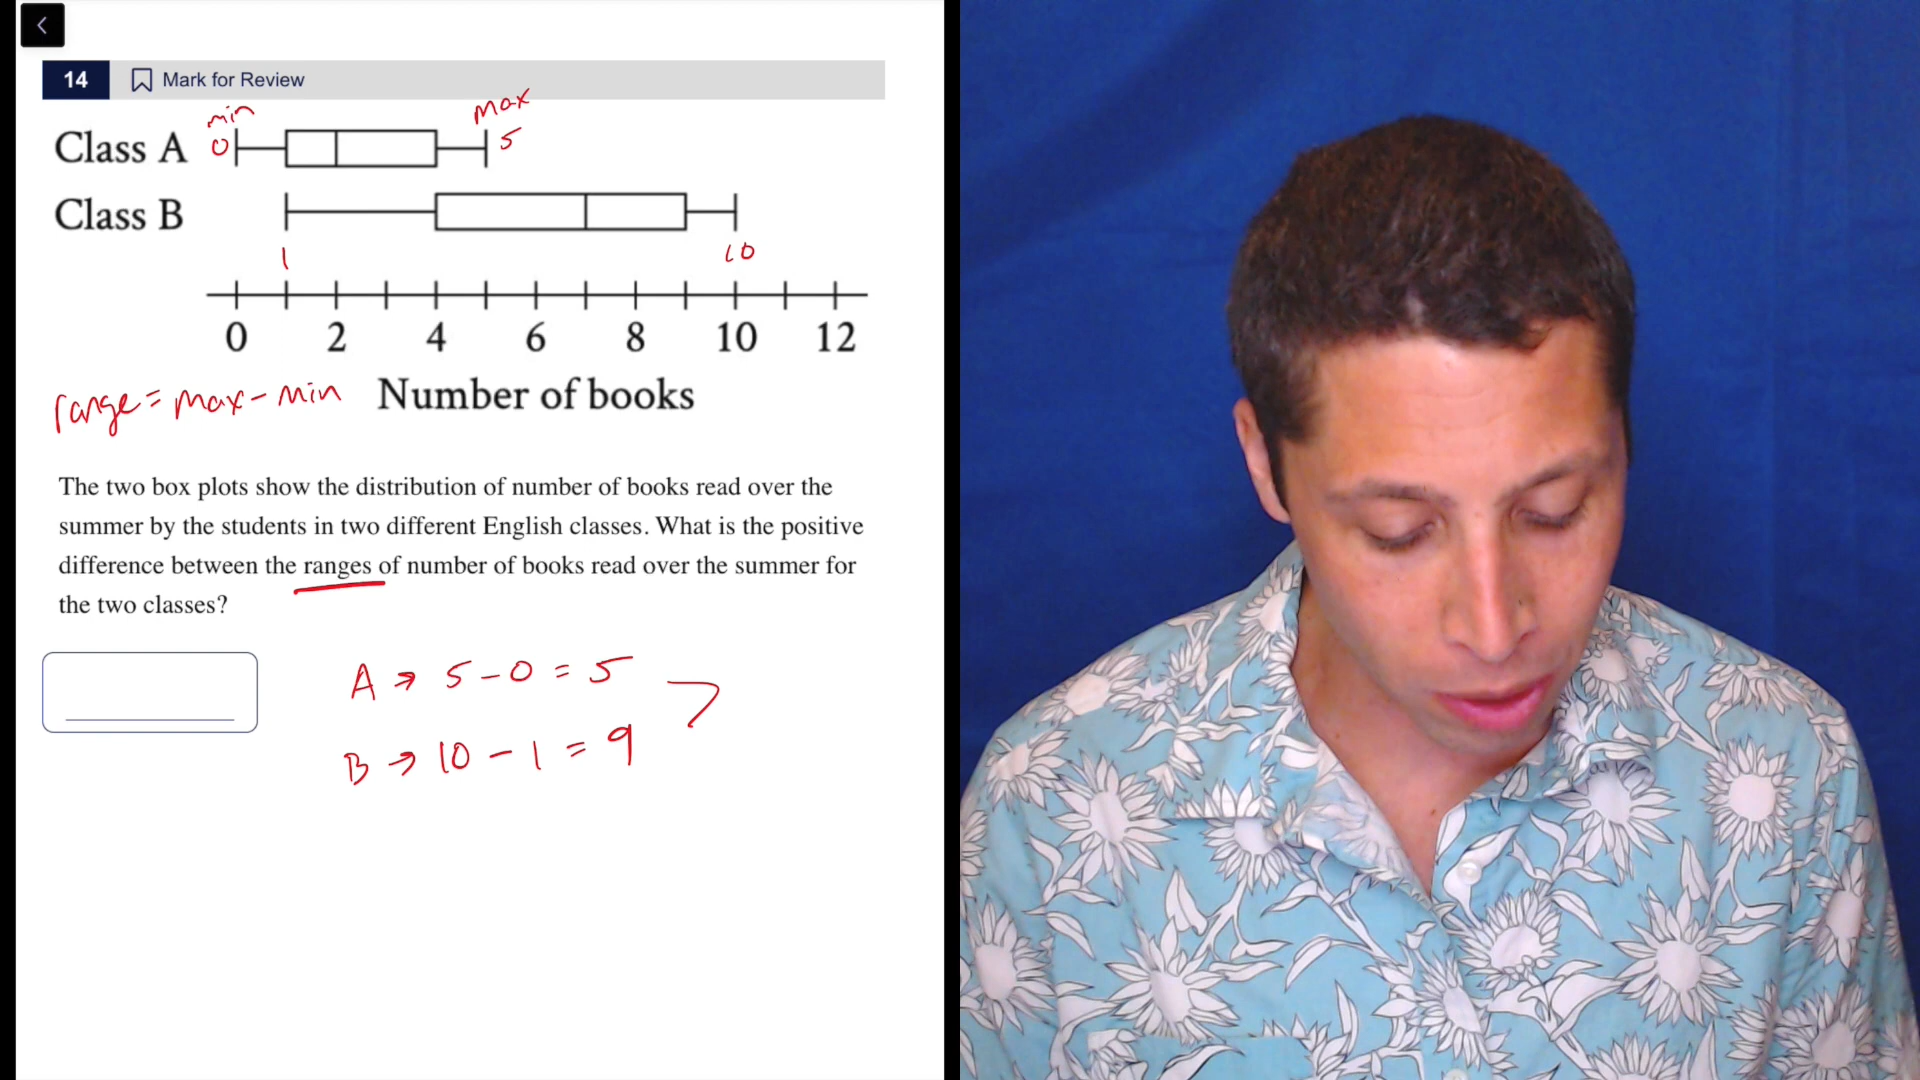 14 Mark for Review
min
max
Class A 0 5
Class B
1 10
0 2 4 6 8 10 12
range = max - min Number of books
The two box plots show the distribution of number of books read over the
summer by the students in two different English classes. What is the positive
difference between the ranges of number of books read over the summer for
the two classes?
A → 5 - 0 = 5
B → 10 - 1 = 9